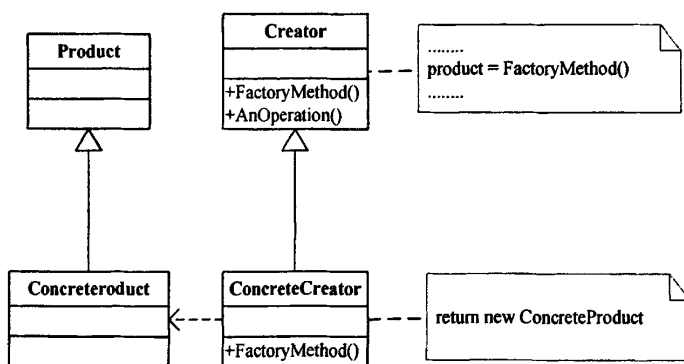 Product
Creator
+FactoryMethod()
+AnOperation()
........
product = FactoryMethod()
........
Concreteroduct
ConcreteCreator
+FactoryMethod()
return new ConcreteProduct